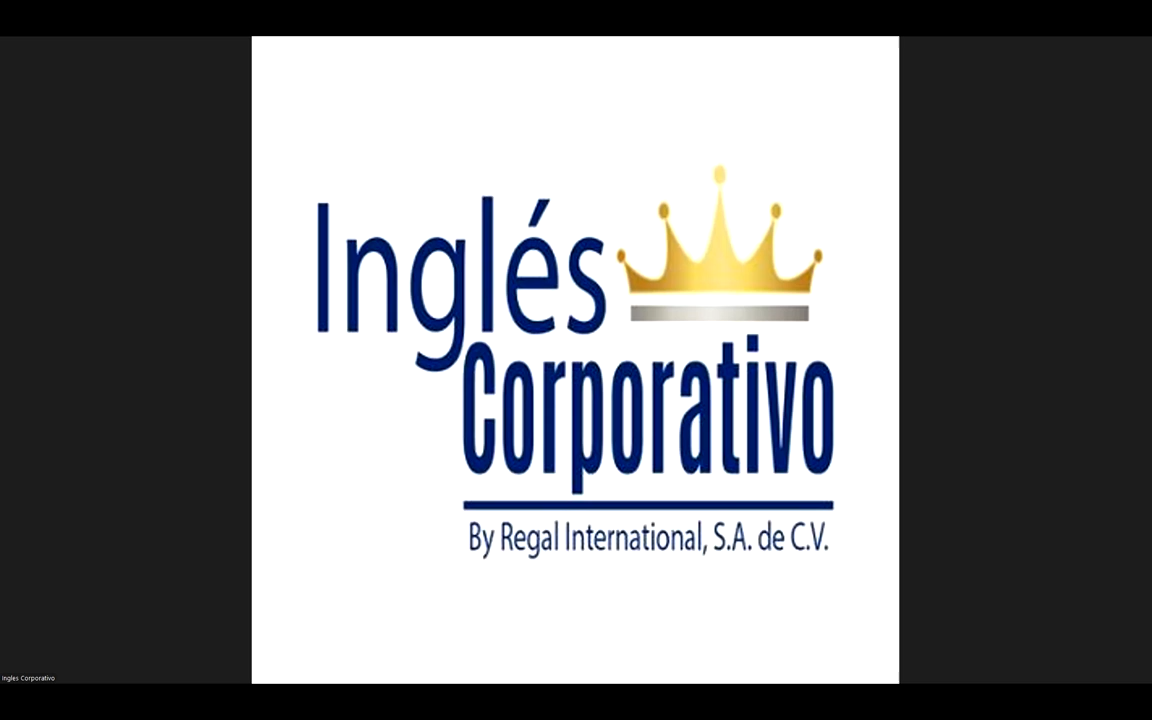 Inglés
Corporativo
By Regal International, S.A. de C.V.
Ingles Corporativo